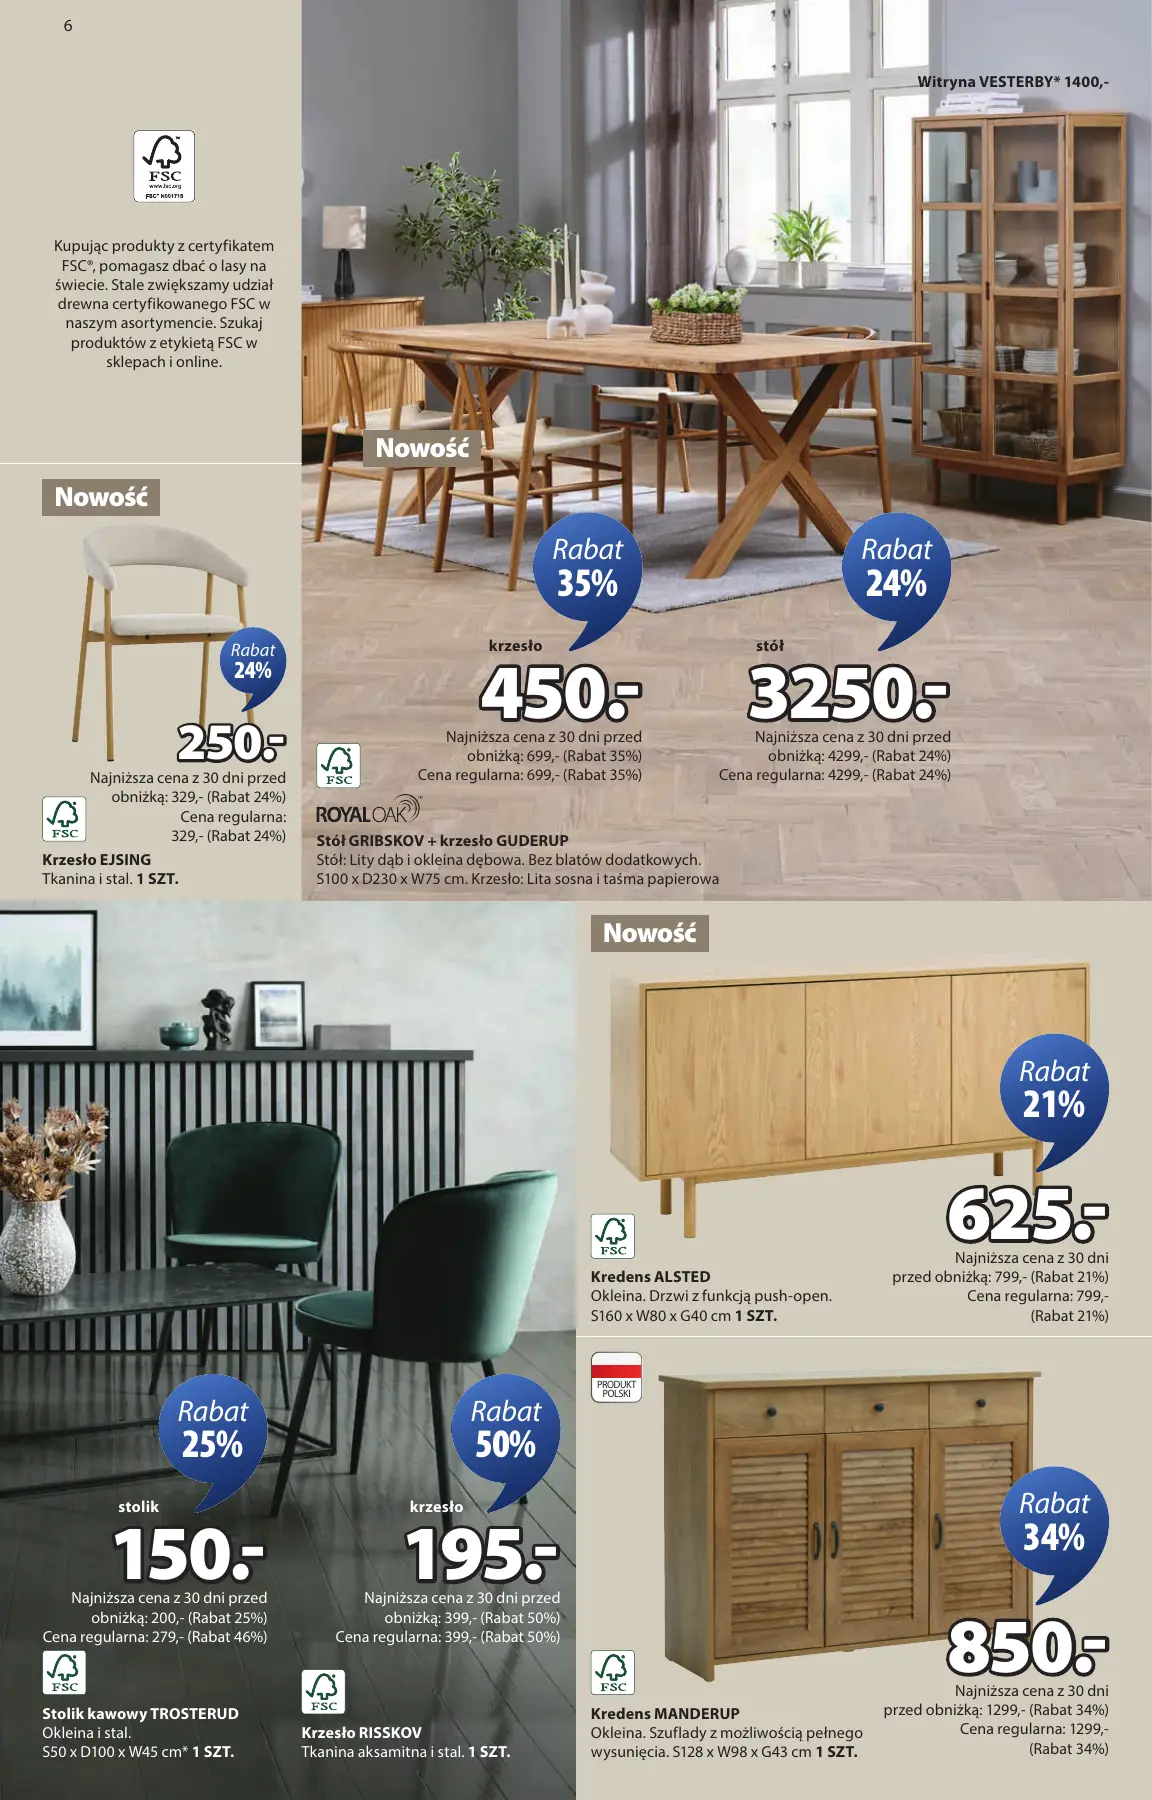 6
Witryna VESTERBY* 1400,-
FSC
www.fsc.org
FSC® N001715
Kupując produkty z certyfikatem
FSC®, pomagasz dbać o lasy na
świecie. Stale zwiększamy udział
drewna certyfikowanego FSC w
naszym asortymencie. Szukaj
produktów z etykietą FSC w
sklepach i online.
Nowość
Rabat
24%
250.-
Najniższa cena z 30 dni przed
obniżką: 329,- (Rabat 24%)
Cena regularna:
329,- (Rabat 24%)
FSC
Krzesło EJSING
Tkanina i stal. 1 SZT.
Nowość
Rabat
35%
krzesło
450.-
Najniższa cena z 30 dni przed
obniżką: 699,- (Rabat 35%)
Cena regularna: 699,- (Rabat 35%)
Rabat
24%
stół
3250.-
Najniższa cena z 30 dni przed
obniżką: 4299,- (Rabat 24%)
Cena regularna: 4299,- (Rabat 24%)
FSC
ROYAL OAK™
Stół GRIBSKOV + krzesło GUDERUP
Stół: Lity dąb i okleina dębowa. Bez blatów dodatkowych.
S100 x D230 x W75 cm. Krzesło: Lita sosna i taśma papierowa
Rabat
25%
stolik
150.-
Najniższa cena z 30 dni przed
obniżką: 200,- (Rabat 25%)
Cena regularna: 279,- (Rabat 46%)
FSC
Stolik kawowy TROSTERUD
Okleina i stal.
S50 x D100 x W45 cm* 1 SZT.
Rabat
50%
krzesło
195.-
Najniższa cena z 30 dni przed
obniżką: 399,- (Rabat 50%)
Cena regularna: 399,- (Rabat 50%)
FSC
Krzesło RISSKOV
Tkanina aksamitna i stal. 1 SZT.
Nowość
Rabat
21%
625.-
Najniższa cena z 30 dni
przed obniżką: 799,- (Rabat 21%)
Cena regularna: 799,-
(Rabat 21%)
FSC
Kredens ALSTED
Okleina. Drzwi z funkcją push-open.
S160 x W80 x G40 cm 1 SZT.
PRODUKT
POLSKI
Rabat
34%
850.-
Najniższa cena z 30 dni
przed obniżką: 1299,- (Rabat 34%)
Cena regularna: 1299,-
(Rabat 34%)
FSC
Kredens MANDERUP
Okleina. Szuflady z możliwością pełnego
wysunięcia. S128 x W98 x G43 cm 1 SZT.